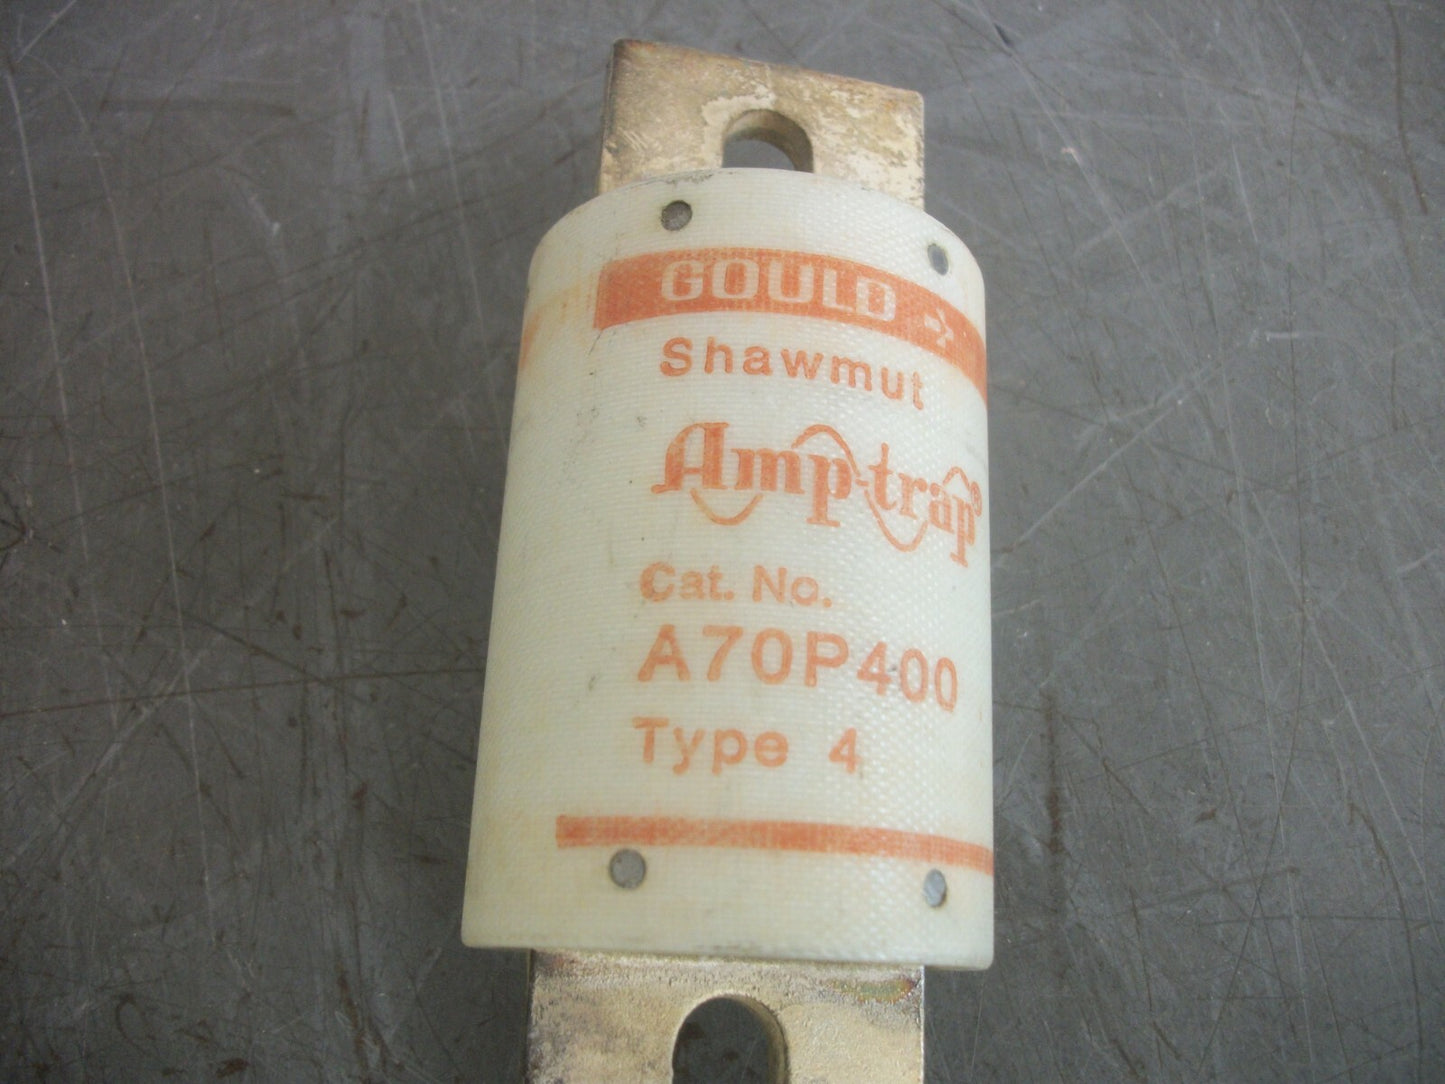 GOULD
Shawmut
Amp-trap®
Cat. No.
A70P400
Type 4